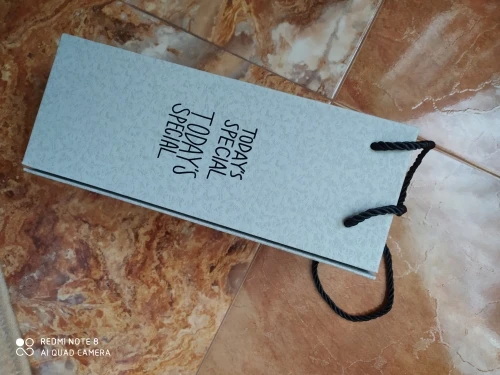 TODAY'S
SPECIAL
TODAY'S
SPECIAL
REDMI NOTE 8
AI QUAD CAMERA